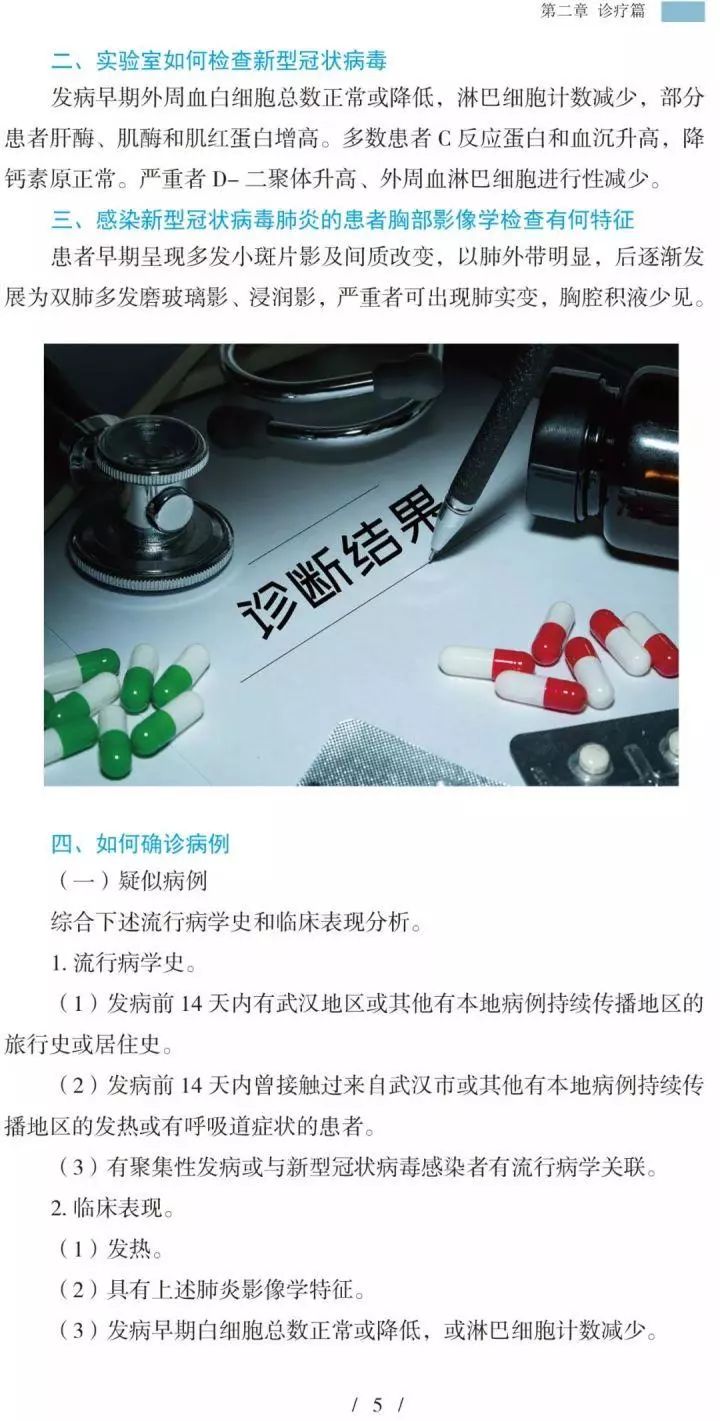 第二章 诊疗篇
二、实验室如何检查新型冠状病毒
发病早期外周血白细胞总数正常或降低，淋巴细胞计数减少，部分
患者肝酶、肌酶和肌红蛋白增高。多数患者 C 反应蛋白和血沉升高，降
钙素原正常。严重者 D- 二聚体升高、外周血淋巴细胞进行性减少。
三、感染新型冠状病毒肺炎的患者胸部影像学检查有何特征
患者早期呈现多发小斑片影及间质改变，以肺外带明显，后逐渐发
展为双肺多发磨玻璃影、浸润影，严重者可出现肺实变，胸腔积液少见。
诊断结果
四、如何确诊病例
（一）疑似病例
综合下述流行病学史和临床表现分析。
1. 流行病学史。
（1）发病前 14 天内有武汉地区或其他有本地病例持续传播地区的
旅行史或居住史。
（2）发病前 14 天内曾接触过来自武汉市或其他有本地病例持续传
播地区的发热或有呼吸道症状的患者。
（3）有聚集性发病或与新型冠状病毒感染者有流行病学关联。
2. 临床表现。
（1）发热。
（2）具有上述肺炎影像学特征。
（3）发病早期白细胞总数正常或降低，或淋巴细胞计数减少。
/ 5 /